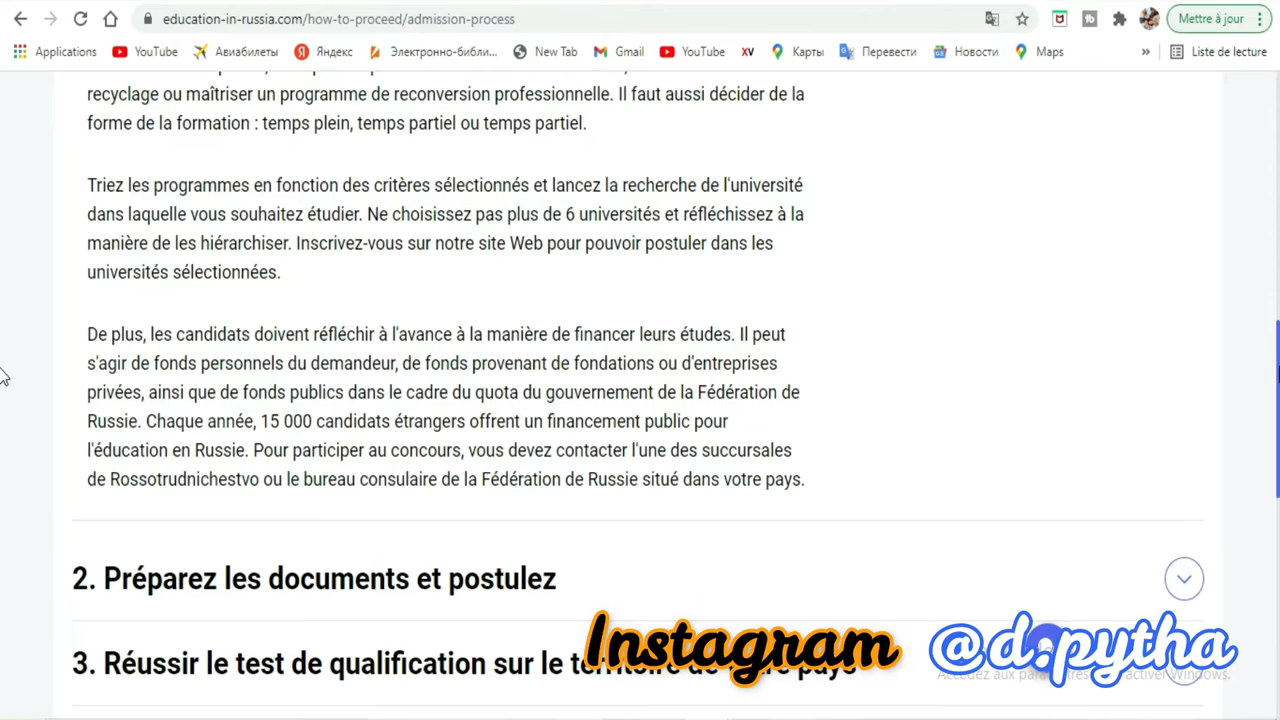 education-in-russia.com/how-to-proceed/admission-process
Mettre à jour
Applications
YouTube
Авиабилеты
Яндекс
Электронно-библи...
New Tab
Gmail
YouTube
XV
Карты
Перевести
Новости
Maps
»
Liste de lecture
recyclage ou maîtriser un programme de reconversion professionnelle. Il faut aussi décider de la
forme de la formation : temps plein, temps partiel ou temps partiel.
Triez les programmes en fonction des critères sélectionnés et lancez la recherche de l'université
dans laquelle vous souhaitez étudier. Ne choisissez pas plus de 6 universités et réfléchissez à la
manière de les hiérarchiser. Inscrivez-vous sur notre site Web pour pouvoir postuler dans les
universités sélectionnées.
De plus, les candidats doivent réfléchir à l'avance à la manière de financer leurs études. Il peut
s'agir de fonds personnels du demandeur, de fonds provenant de fondations ou d'entreprises
privées, ainsi que de fonds publics dans le cadre du quota du gouvernement de la Fédération de
Russie. Chaque année, 15 000 candidats étrangers offrent un financement public pour
l'éducation en Russie. Pour participer au concours, vous devez contacter l'une des succursales
de Rossotrudnichestvo ou le bureau consulaire de la Fédération de Russie situé dans votre pays.
2. Préparez les documents et postulez
3. Réussir le test de qualification sur le pays
Instagram @d.pytha
Accédez aux activer Windows.